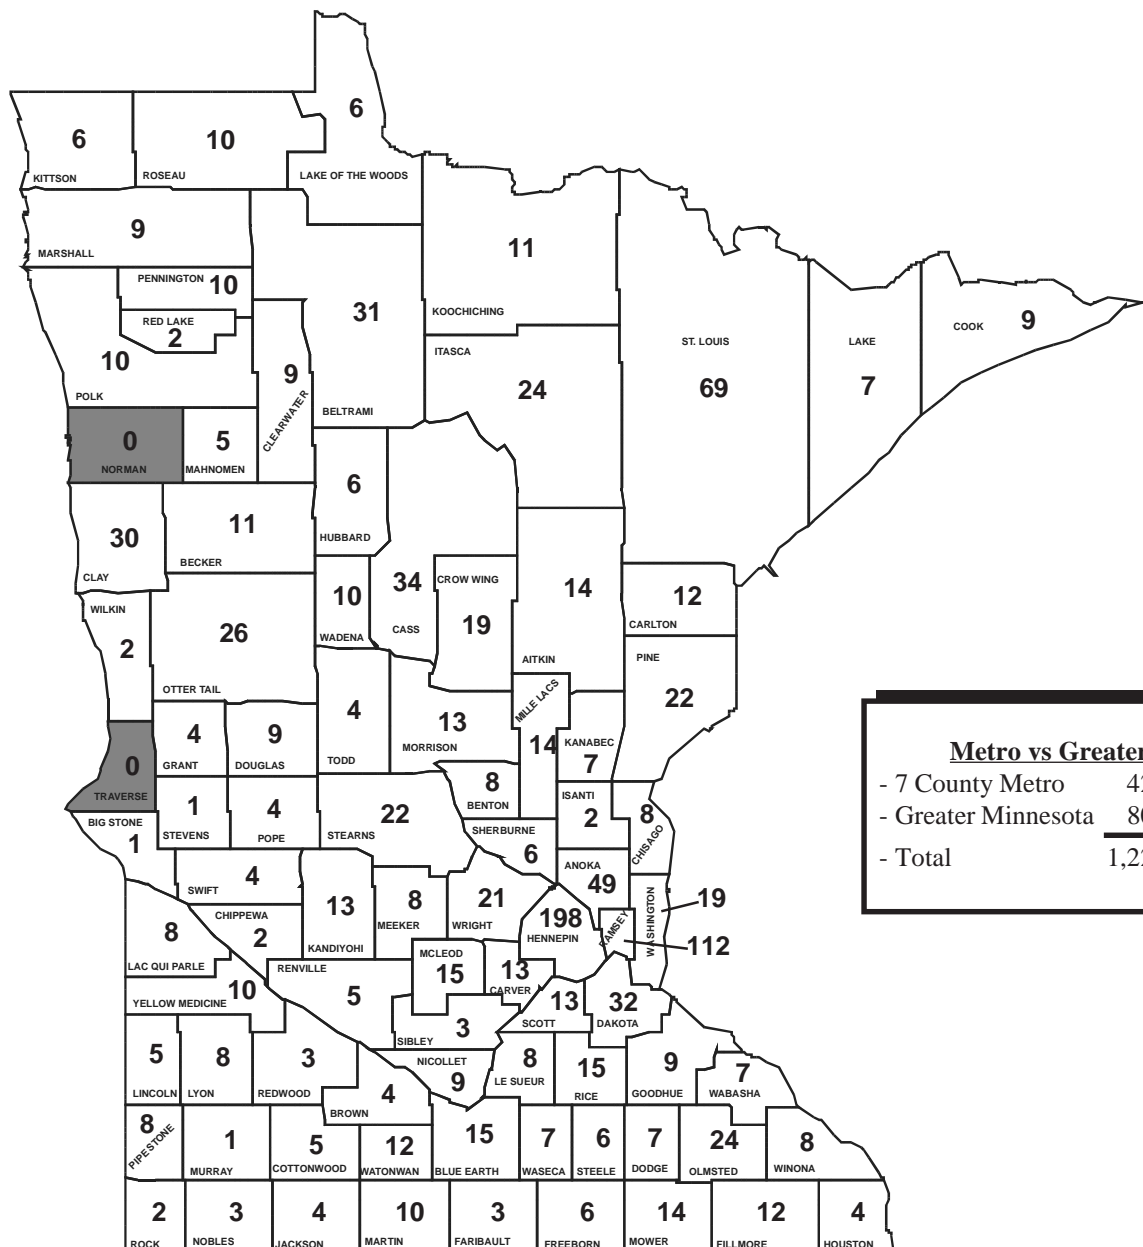 6
KITTSON
10
ROSEAU
6
LAKE OF THE WOODS
9
MARSHALL
11
KOOCHICHING
PENNINGTON 10
RED LAKE
2
10
POLK
31
BELTRAMI
9
CLEARWATER
ITASCA
24
ST. LOUIS
69
LAKE
7
COOK
9
0
NORMAN
5
MAHNOMEN
6
HUBBARD
30
CLAY
11
BECKER
34
CASS
CROW WING
19
14
AITKIN
12
CARLTON
WILKIN
2
26
OTTER TAIL
10
WADENA
PINE
22
4
TODD
13
MORRISON
MILLE LACS
14
KANABEC
7
0
TRAVERSE
4
GRANT
9
DOUGLAS
8
BENTON
ISANTI
2
8
CHISAGO
BIG STONE
1
1
STEVENS
4
POPE
22
STEARNS
SHERBURNE
6
ANOKA
49
4
SWIFT
13
KANDIYOHI
8
MEEKER
21
WRIGHT
198
HENNEPIN
RAMSEY
112
WASHINGTON
19
8
LAC QUI PARLE
CHIPPEWA
2
RENVILLE
5
MCLEOD
15
13
CARVER
13
SCOTT
32
DAKOTA
10
YELLOW MEDICINE
3
SIBLEY
5
LINCOLN
8
LYON
3
REDWOOD
NICOLLET
9
8
LE SUEUR
15
RICE
9
GOODHUE
7
WABASHA
4
BROWN
8
PIPESTONE
1
MURRAY
5
COTTONWOOD
12
WATONWAN
15
BLUE EARTH
7
WASECA
6
STEELE
7
DODGE
24
OLMSTED
8
WINONA
2
ROCK
3
NOBLES
4
JACKSON
10
MARTIN
3
FARIBAULT
6
FREEBORN
14
MOWER
12
FILLMORE
4
HOUSTON
Metro vs Greater
- 7 County Metro
- Greater Minnesota
- Total